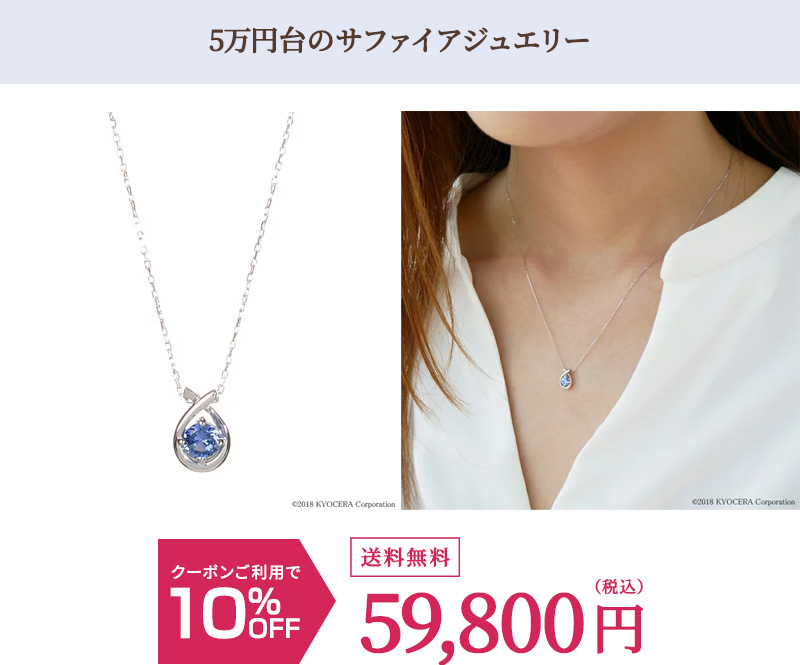 5万円台のサファイアジュエリー
©2018 KYOCERA Corporation
©2018 KYOCERA Corporation
クーポンご利用で
10%OFF
送料無料
59,800円(税込)